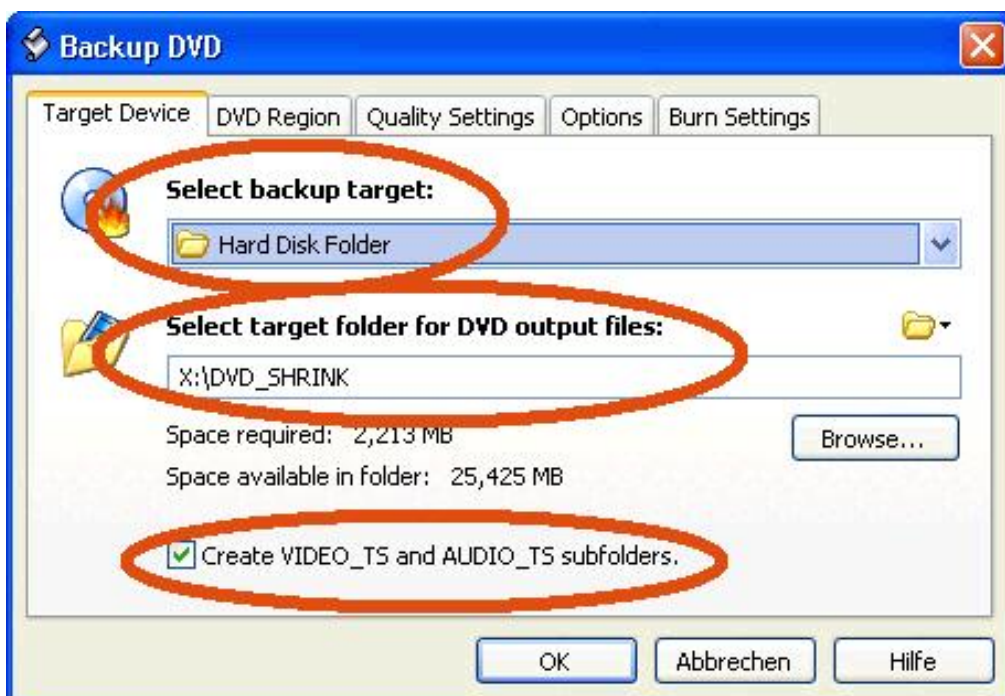 Backup DVD
Target Device DVD Region Quality Settings Options Burn Settings
Select backup target:
Hard Disk Folder
Select target folder for DVD output files:
X:\DVD_SHRINK
Space required: 2,213 MB
Browse...
Space available in folder: 25,425 MB
Create VIDEO_TS and AUDIO_TS subfolders.
OK Abbrechen Hilfe